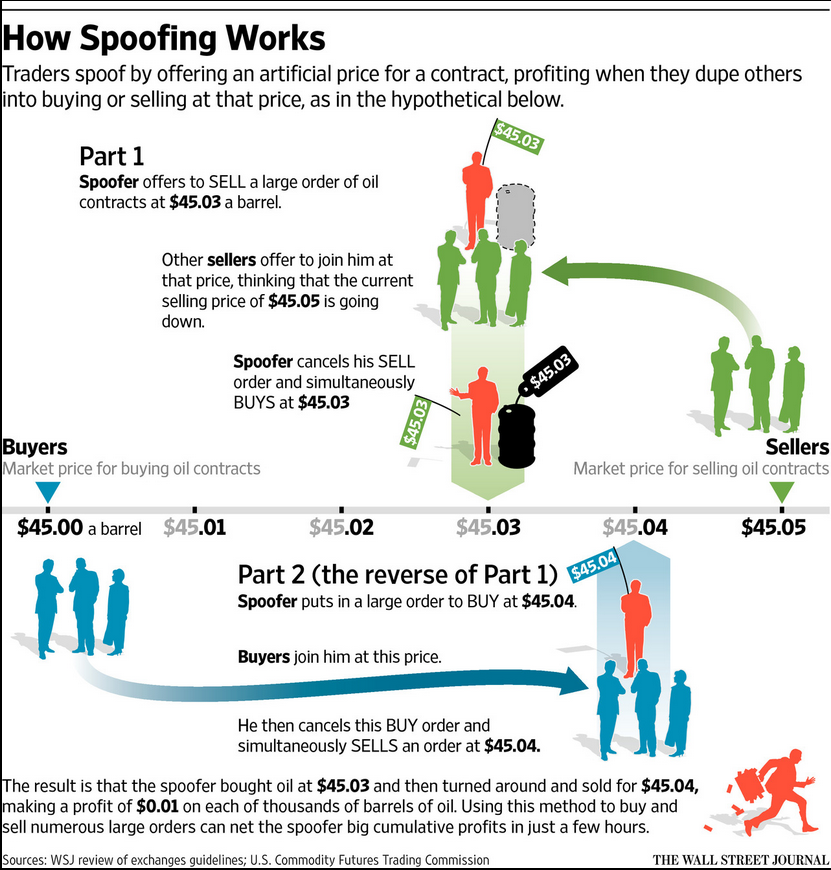 How Spoofing Works
Traders spoof by offering an artificial price for a contract, profiting when they dupe others
into buying or selling at that price, as in the hypothetical below.
$45.03
Part 1
Spoofer offers to SELL a large order of oil
contracts at $45.03 a barrel.
Other sellers offer to join him at
that price, thinking that the current
selling price of $45.05 is going
down.
Spoofer cancels his SELL
order and simultaneously
BUYS at $45.03
$45.03
$45.03
Buyers
Market price for buying oil contracts
Sellers
Market price for selling oil contracts
$45.00 a barrel $45.01 $45.02 $45.03 $45.04 $45.05
Part 2 (the reverse of Part 1)
$45.04
Spoofer puts in a large order to BUY at $45.04.
Buyers join him at this price.
He then cancels this BUY order and
simultaneously SELLS an order at $45.04.
The result is that the spoofer bought oil at $45.03 and then turned around and sold for $45.04,
making a profit of $0.01 on each of thousands of barrels of oil. Using this method to buy and
sell numerous large orders can net the spoofer big cumulative profits in just a few hours.
Sources: WSJ review of exchanges guidelines; U.S. Commodity Futures Trading Commission
THE WALL STREET JOURNAL